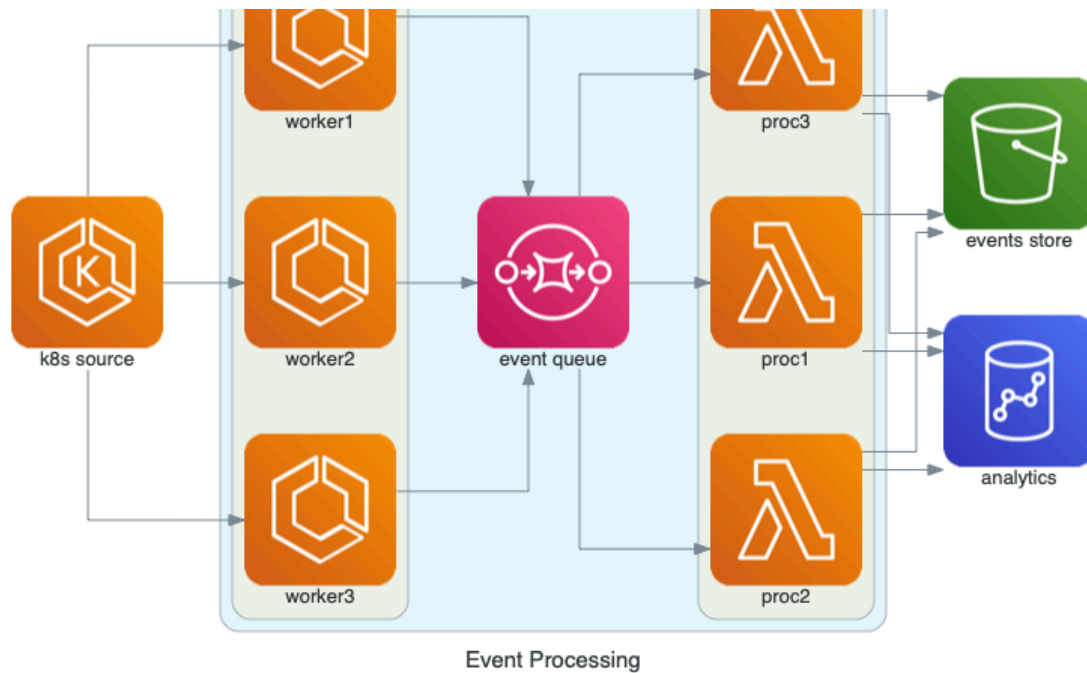 worker1
proc3
events store
K
k8s source
worker2
event queue
proc1
analytics
worker3
proc2
Event Processing